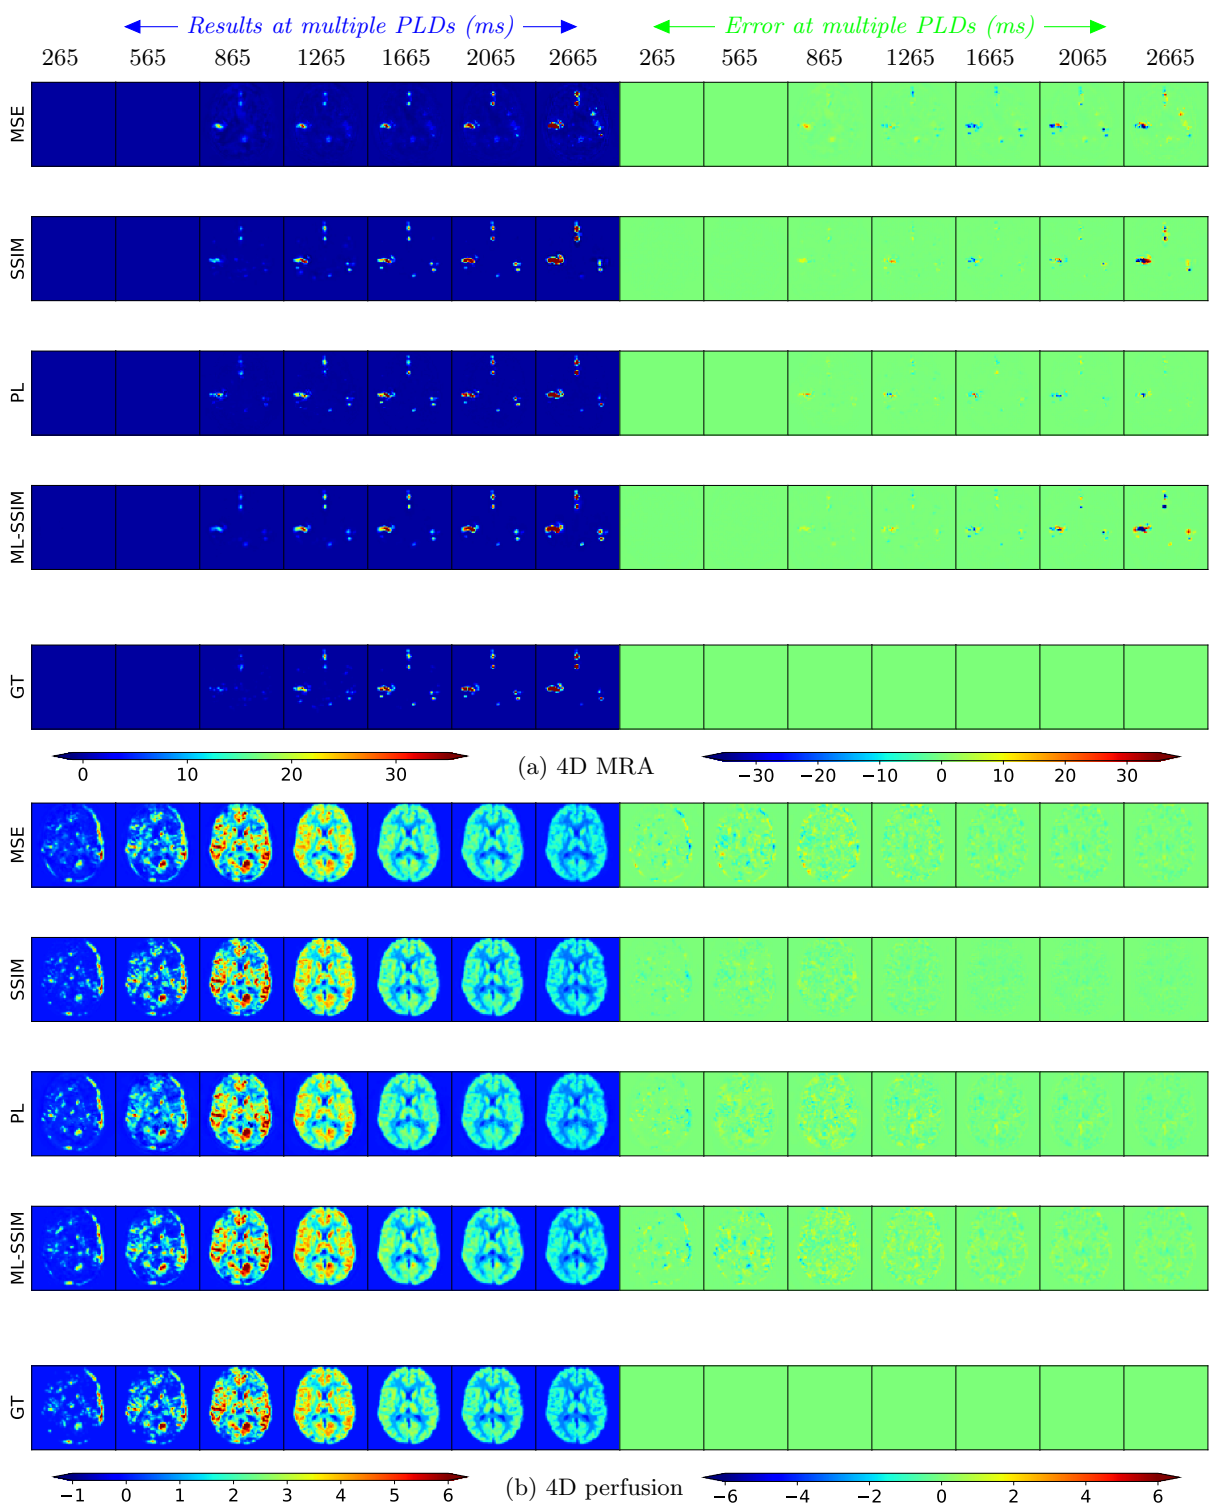 Results at multiple PLDs (ms) Error at multiple PLDs (ms)
265 565 865 1265 1665 2065 2665 265 565 865 1265 1665 2065 2665
MSE
SSIM
PL
ML-SSIM
GT
0 10 20 30 (a) 4D MRA −30 −20 −10 0 10 20 30
MSE
SSIM
PL
ML-SSIM
GT
−1 0 1 2 3 4 5 6 (b) 4D perfusion −6 −4 −2 0 2 4 6